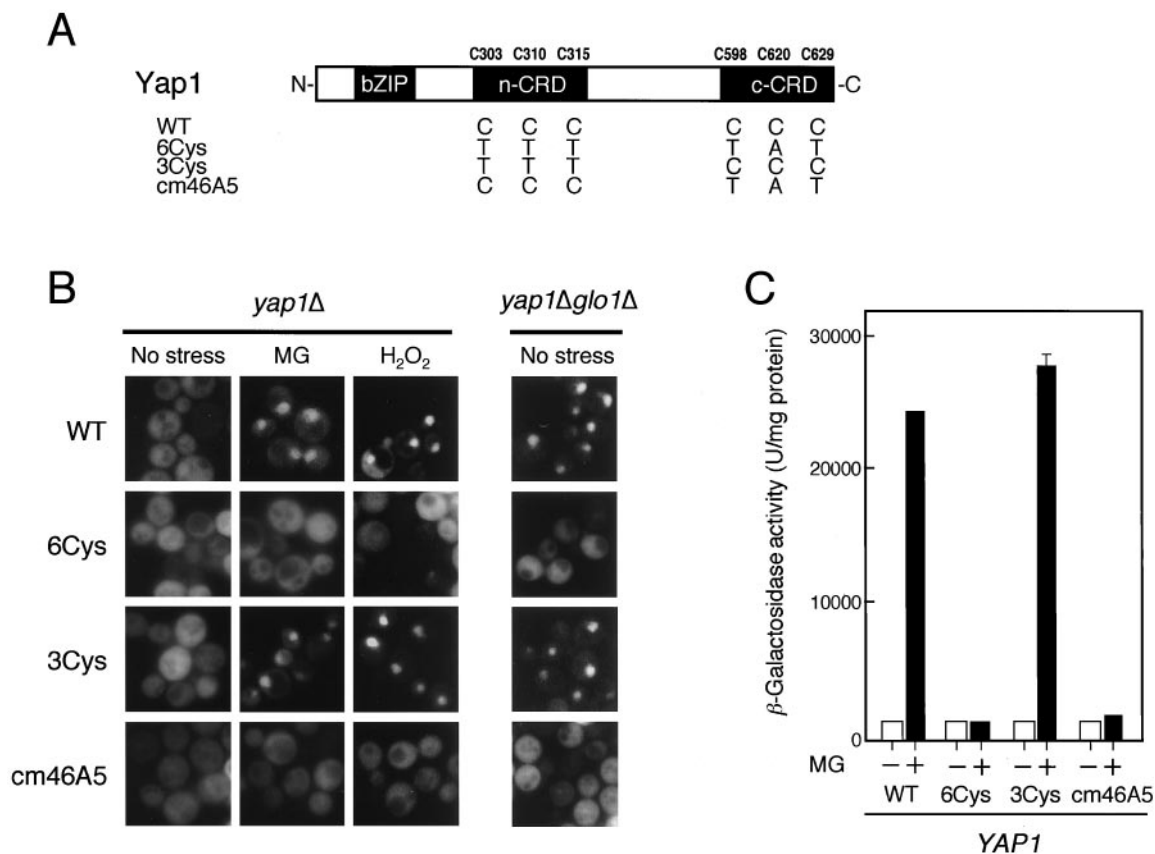 A
C303 C310 C315 C598 C620 C629
Yap1 N- bZIP n-CRD c-CRD -C
WT C C C C C C
6Cys T T T T A T
3Cys T T T C C C
cm46A5 C C C T A T
B
yap1Δ yap1Δglo1Δ
No stress MG H₂O₂ No stress
WT
6Cys
3Cys
cm46A5
C
β-Galactosidase activity (U/mg protein)
30000
20000
10000
0
MG − + − + − + − +
WT 6Cys 3Cys cm46A5
YAP1